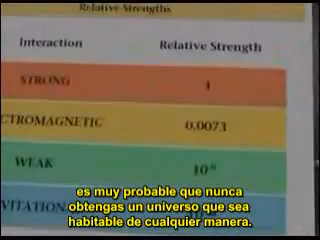 Relative Strengths
Interaction Relative Strength
STRONG 1
CTROMAGNETIC 0.0073
WEAK
VITATION
es muy probable que nunca
obtengas un universo que sea
habitable de cualquier manera.